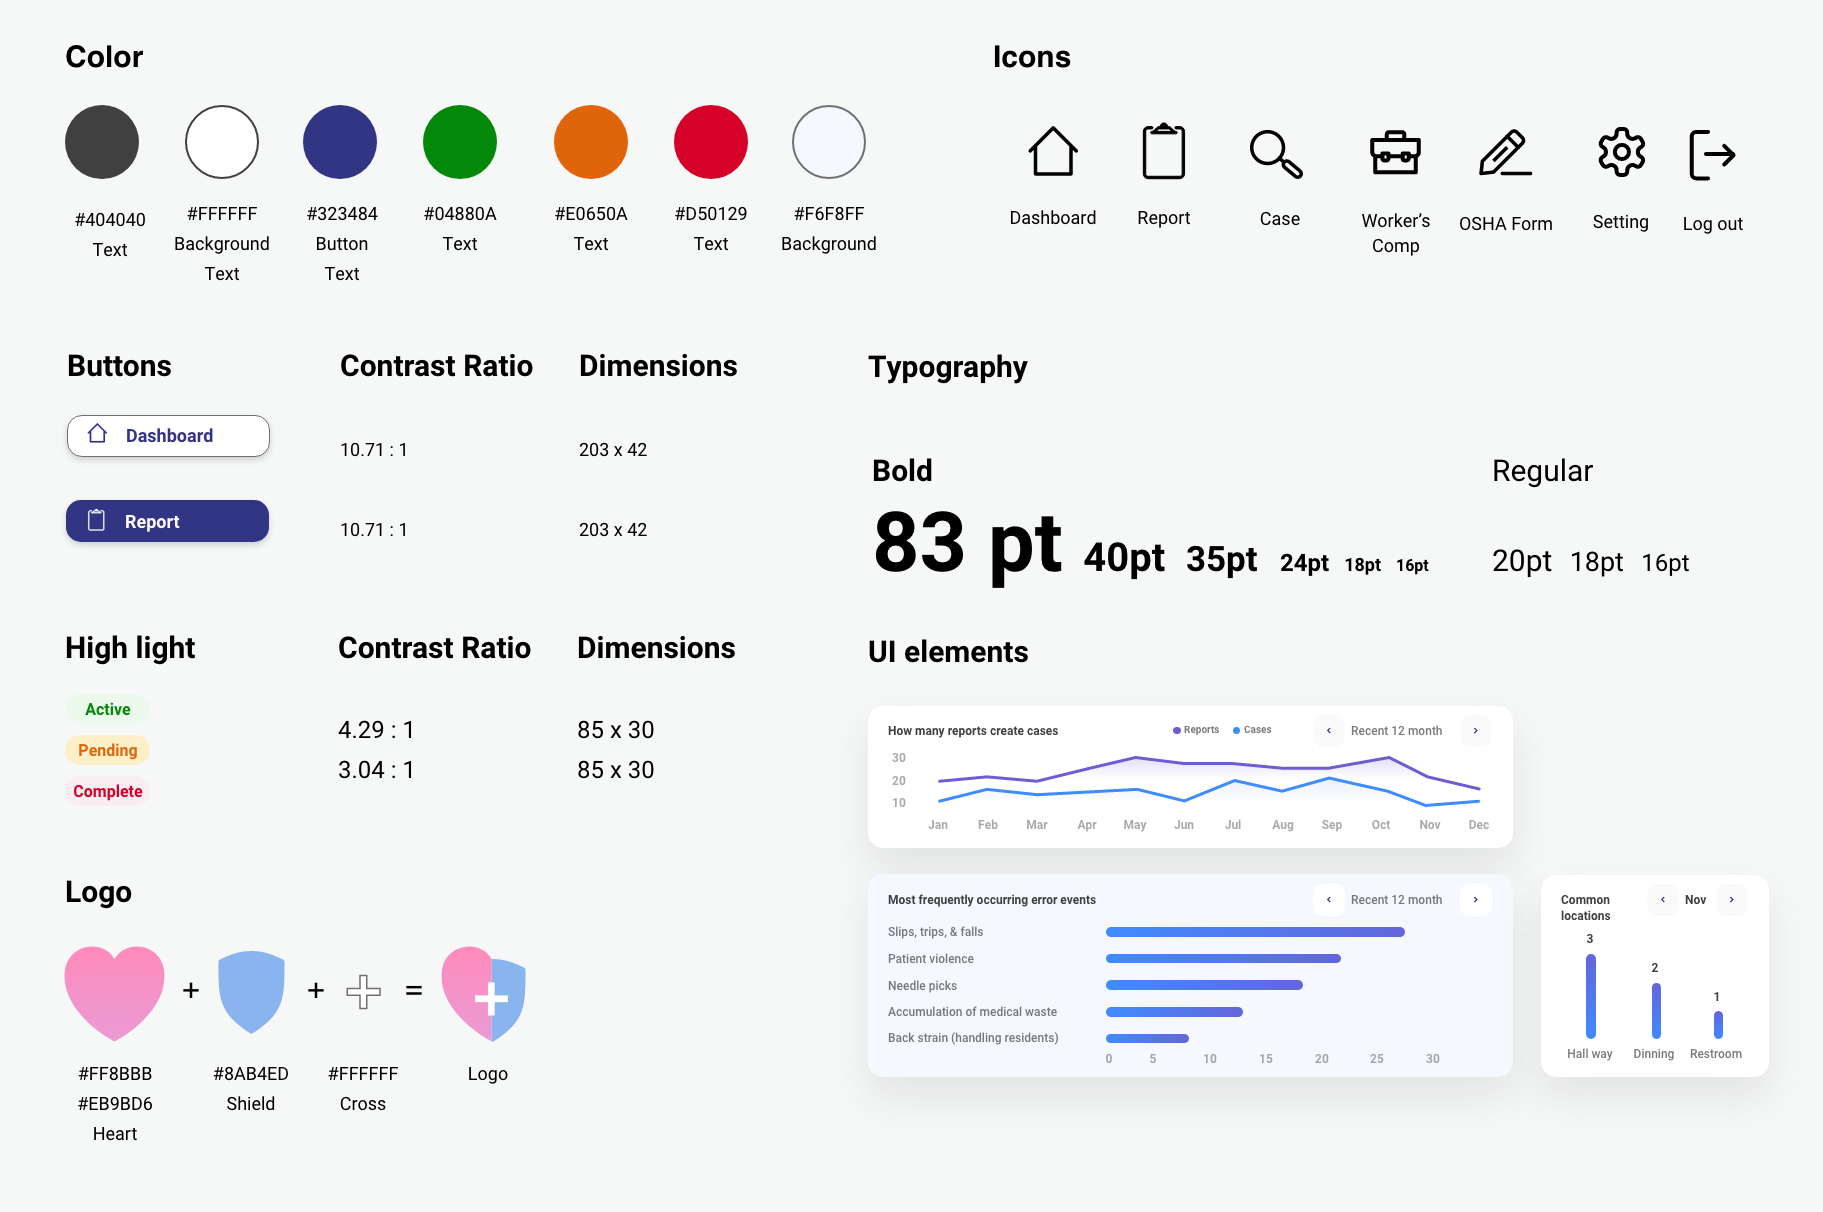 Color
#404040
Text
#FFFFFF
Background
Text
#323484
Button
Text
#04880A
Text
#E0650A
Text
#D50129
Text
#F6F8FF
Background
Icons
Dashboard
Report
Case
Worker’s
Comp
OSHA Form
Setting
Log out
Buttons
Contrast Ratio
Dimensions
Dashboard
10.71 : 1
203 x 42
Report
10.71 : 1
203 x 42
Typography
Bold
83 pt 40pt 35pt 24pt 18pt 16pt
Regular
20pt 18pt 16pt
High light
Contrast Ratio
Dimensions
Active
Pending
Complete
4.29 : 1
3.04 : 1
85 x 30
85 x 30
Logo
+ + =
#FF8BBB
#EB9BD6
Heart
#8AB4ED
Shield
#FFFFFF
Cross
Logo
UI elements
How many reports create cases
Reports Cases
‹ Recent 12 month ›
30
20
10
Jan Feb Mar Apr May Jun Jul Aug Sep Oct Nov Dec
Most frequently occurring error events
‹ Recent 12 month ›
Slips, trips, & falls
Patient violence
Needle picks
Accumulation of medical waste
Back strain (handling residents)
0 5 10 15 20 25 30
Common
locations
‹ Nov ›
3
2
1
Hall way Dinning Restroom